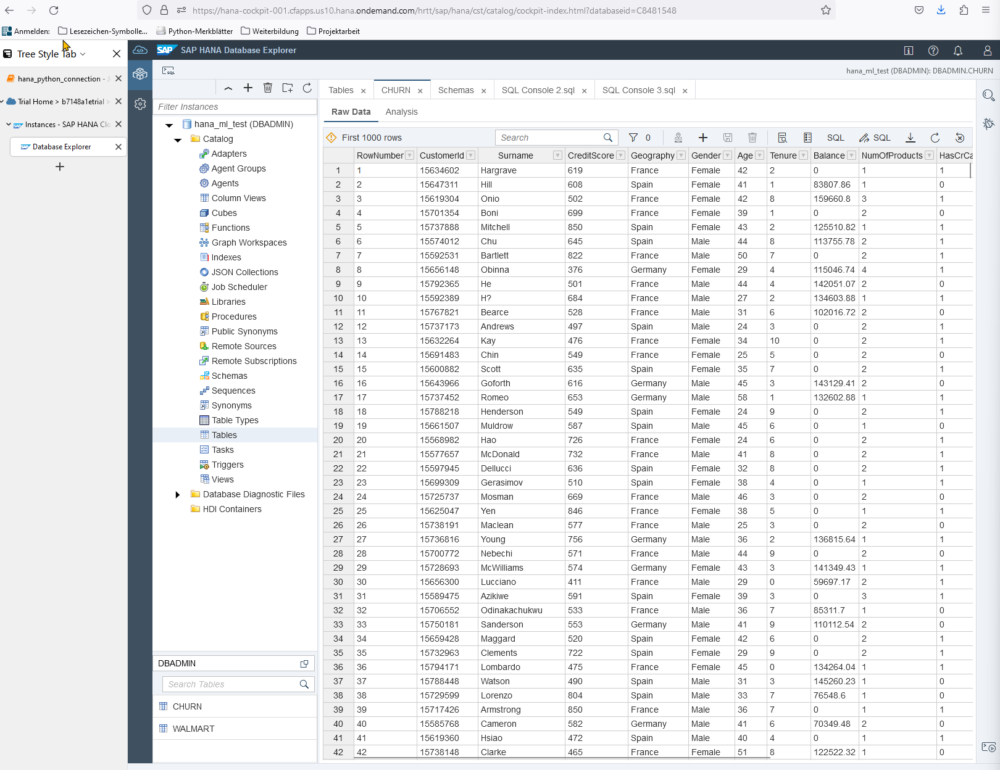 https://hana-cockpit-001.cfapps.us10.hana.ondemand.com/hrtt/sap/hana/cst/catalog/cockpit-index.html?databaseid=C8481548
Anmelden: Lesezeichen-Symbolle... Python-Merkblätter Weiterbildung Projektarbeit
Tree Style Tab
SAP SAP HANA Database Explorer
hana_python_connection -
Trial Home > b7148a1etrial >
Instances - SAP HANA Clo
Database Explorer
hana_ml_test (DBADMIN): DBADMIN.CHURN
Filter Instances
hana_ml_test (DBADMIN)
Catalog
Adapters
Agent Groups
Agents
Column Views
Cubes
Functions
Graph Workspaces
Indexes
JSON Collections
Job Scheduler
Libraries
Procedures
Public Synonyms
Remote Sources
Remote Subscriptions
Schemas
Sequences
Synonyms
Table Types
Tables
Tasks
Triggers
Views
Database Diagnostic Files
HDI Containers
DBADMIN
Search Tables
CHURN
WALMART
Tables CHURN Schemas SQL Console 2.sql SQL Console 3.sql
Raw Data Analysis
First 1000 rows Search 0 SQL SQL
RowNumber CustomerId Surname CreditScore Geography Gender Age Tenure Balance NumOfProducts HasCrCa
1 1 15634602 Hargrave 619 France Female 42 2 0 1 1
2 2 15647311 Hill 608 Spain Female 41 1 83807.86 1 0
3 3 15619304 Onio 502 France Female 42 8 159660.8 3 1
4 4 15701354 Boni 699 France Female 39 1 0 2 0
5 5 15737888 Mitchell 850 Spain Female 43 2 125510.82 1 1
6 6 15574012 Chu 645 Spain Male 44 8 113755.78 2 1
7 7 15592531 Bartlett 822 France Male 50 7 0 2 1
8 8 15656148 Obinna 376 Germany Female 29 4 115046.74 4 1
9 9 15792365 He 501 France Male 44 4 142051.07 2 0
10 10 15592389 H? 684 France Male 27 2 134603.88 1 1
11 11 15767821 Bearce 528 France Male 31 6 102016.72 2 0
12 12 15737173 Andrews 497 Spain Male 24 3 0 2 1
13 13 15632264 Kay 476 France Female 34 10 0 2 1
14 14 15691483 Chin 549 France Female 25 5 0 2 0
15 15 15600882 Scott 635 Spain Female 35 7 0 2 1
16 16 15643966 Goforth 616 Germany Male 45 3 143129.41 2 0
17 17 15737452 Romeo 653 Germany Male 58 1 132602.88 1 1
18 18 15788218 Henderson 549 Spain Female 24 9 0 2 1
19 19 15661507 Muldrow 587 Spain Male 45 6 0 1 0
20 20 15568982 Hao 726 France Female 24 6 0 2 1
21 21 15577657 McDonald 732 France Male 41 8 0 2 1
22 22 15597945 Dellucci 636 Spain Female 32 8 0 2 1
23 23 15699309 Gerasimov 510 Spain Female 38 4 0 1 1
24 24 15725737 Mosman 669 France Male 46 3 0 2 0
25 25 15625047 Yen 846 France Female 38 5 0 1 1
26 26 15738191 Maclean 577 France Male 25 3 0 2 0
27 27 15736816 Young 756 Germany Male 36 2 136815.64 1 1
28 28 15700772 Nebechi 571 France Male 44 9 0 2 0
29 29 15728693 McWilliams 574 Germany Female 43 3 141349.43 1 1
30 30 15656300 Lucciano 411 France Male 29 0 59697.17 2 1
31 31 15589475 Azikiwe 591 Spain Female 39 3 0 3 1
32 32 15706552 Odinakachukwu 533 France Male 36 7 85311.7 1 0
33 33 15750181 Sanderson 553 Germany Male 41 9 110112.54 2 0
34 34 15659428 Maggard 520 Spain Female 42 6 0 2 1
35 35 15732963 Clements 722 Spain Female 29 9 0 2 1
36 36 15794171 Lombardo 475 France Female 45 0 134264.04 1 1
37 37 15788448 Watson 490 Spain Male 31 3 145260.23 1 0
38 38 15729599 Lorenzo 804 Spain Male 33 7 76548.6 1 0
39 39 15717426 Armstrong 850 France Male 36 7 0 1 1
40 40 15585768 Cameron 582 Germany Male 41 6 70349.48 2 0
41 41 15619360 Hsiao 472 Spain Male 40 4 0 1 1
42 42 15738148 Clarke 465 France Female 51 8 122522.32 1 0